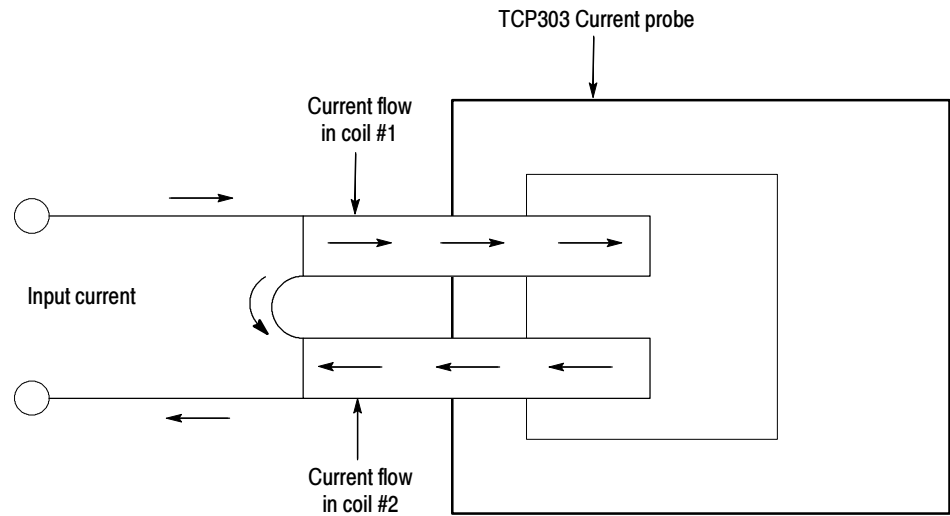 TCP303 Current probe
Current flow
in coil #1
Input current
Current flow
in coil #2